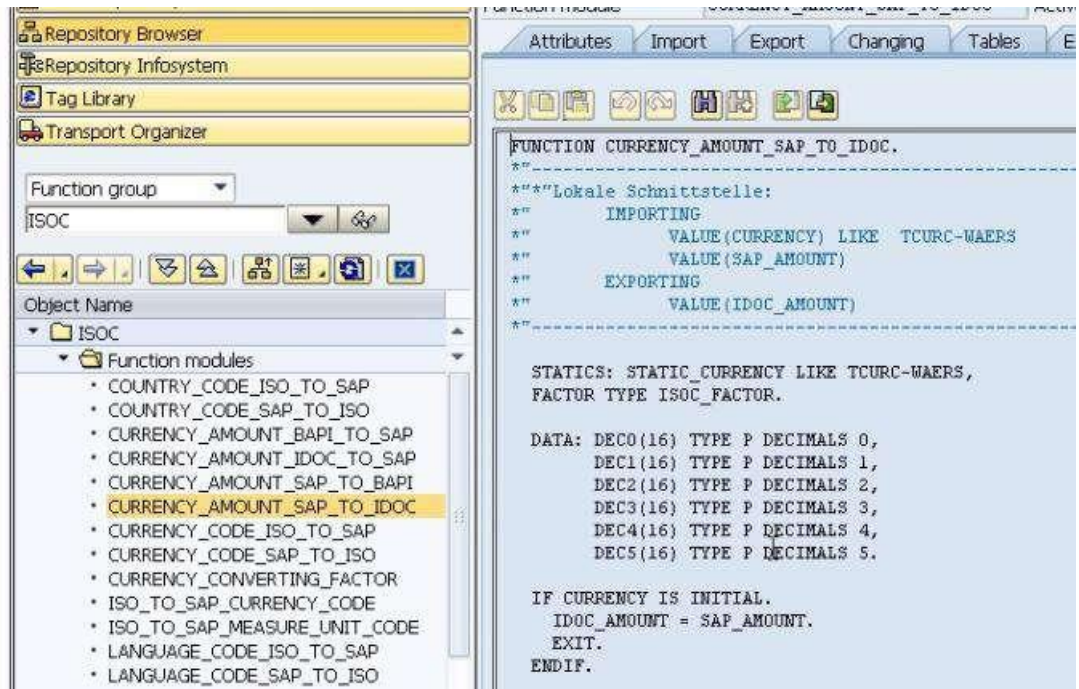 Repository Browser
Repository Infosystem
Tag Library
Transport Organizer
Function group
ISOC
Object Name
ISOC
Function modules
COUNTRY_CODE_ISO_TO_SAP
COUNTRY_CODE_SAP_TO_ISO
CURRENCY_AMOUNT_BAPI_TO_SAP
CURRENCY_AMOUNT_IDOC_TO_SAP
CURRENCY_AMOUNT_SAP_TO_BAPI
CURRENCY_AMOUNT_SAP_TO_IDOC
CURRENCY_CODE_ISO_TO_SAP
CURRENCY_CODE_SAP_TO_ISO
CURRENCY_CONVERTING_FACTOR
ISO_TO_SAP_CURRENCY_CODE
ISO_TO_SAP_MEASURE_UNIT_CODE
LANGUAGE_CODE_ISO_TO_SAP
LANGUAGE_CODE_SAP_TO_ISO
Function module CURRENCY_AMOUNT_SAP_TO_IDOC
Attributes Import Export Changing Tables
FUNCTION CURRENCY_AMOUNT_SAP_TO_IDOC.
*"----------------------------------------------------------------------
*"*"Lokale Schnittstelle:
*" IMPORTING
*" VALUE(CURRENCY) LIKE TCURC-WAERS
*" VALUE(SAP_AMOUNT)
*" EXPORTING
*" VALUE(IDOC_AMOUNT)
*"----------------------------------------------------------------------
STATICS: STATIC_CURRENCY LIKE TCURC-WAERS,
FACTOR TYPE ISOC_FACTOR.
DATA: DEC0(16) TYPE P DECIMALS 0,
DEC1(16) TYPE P DECIMALS 1,
DEC2(16) TYPE P DECIMALS 2,
DEC3(16) TYPE P DECIMALS 3,
DEC4(16) TYPE P DECIMALS 4,
DEC5(16) TYPE P DECIMALS 5.
IF CURRENCY IS INITIAL.
IDOC_AMOUNT = SAP_AMOUNT.
EXIT.
ENDIF.